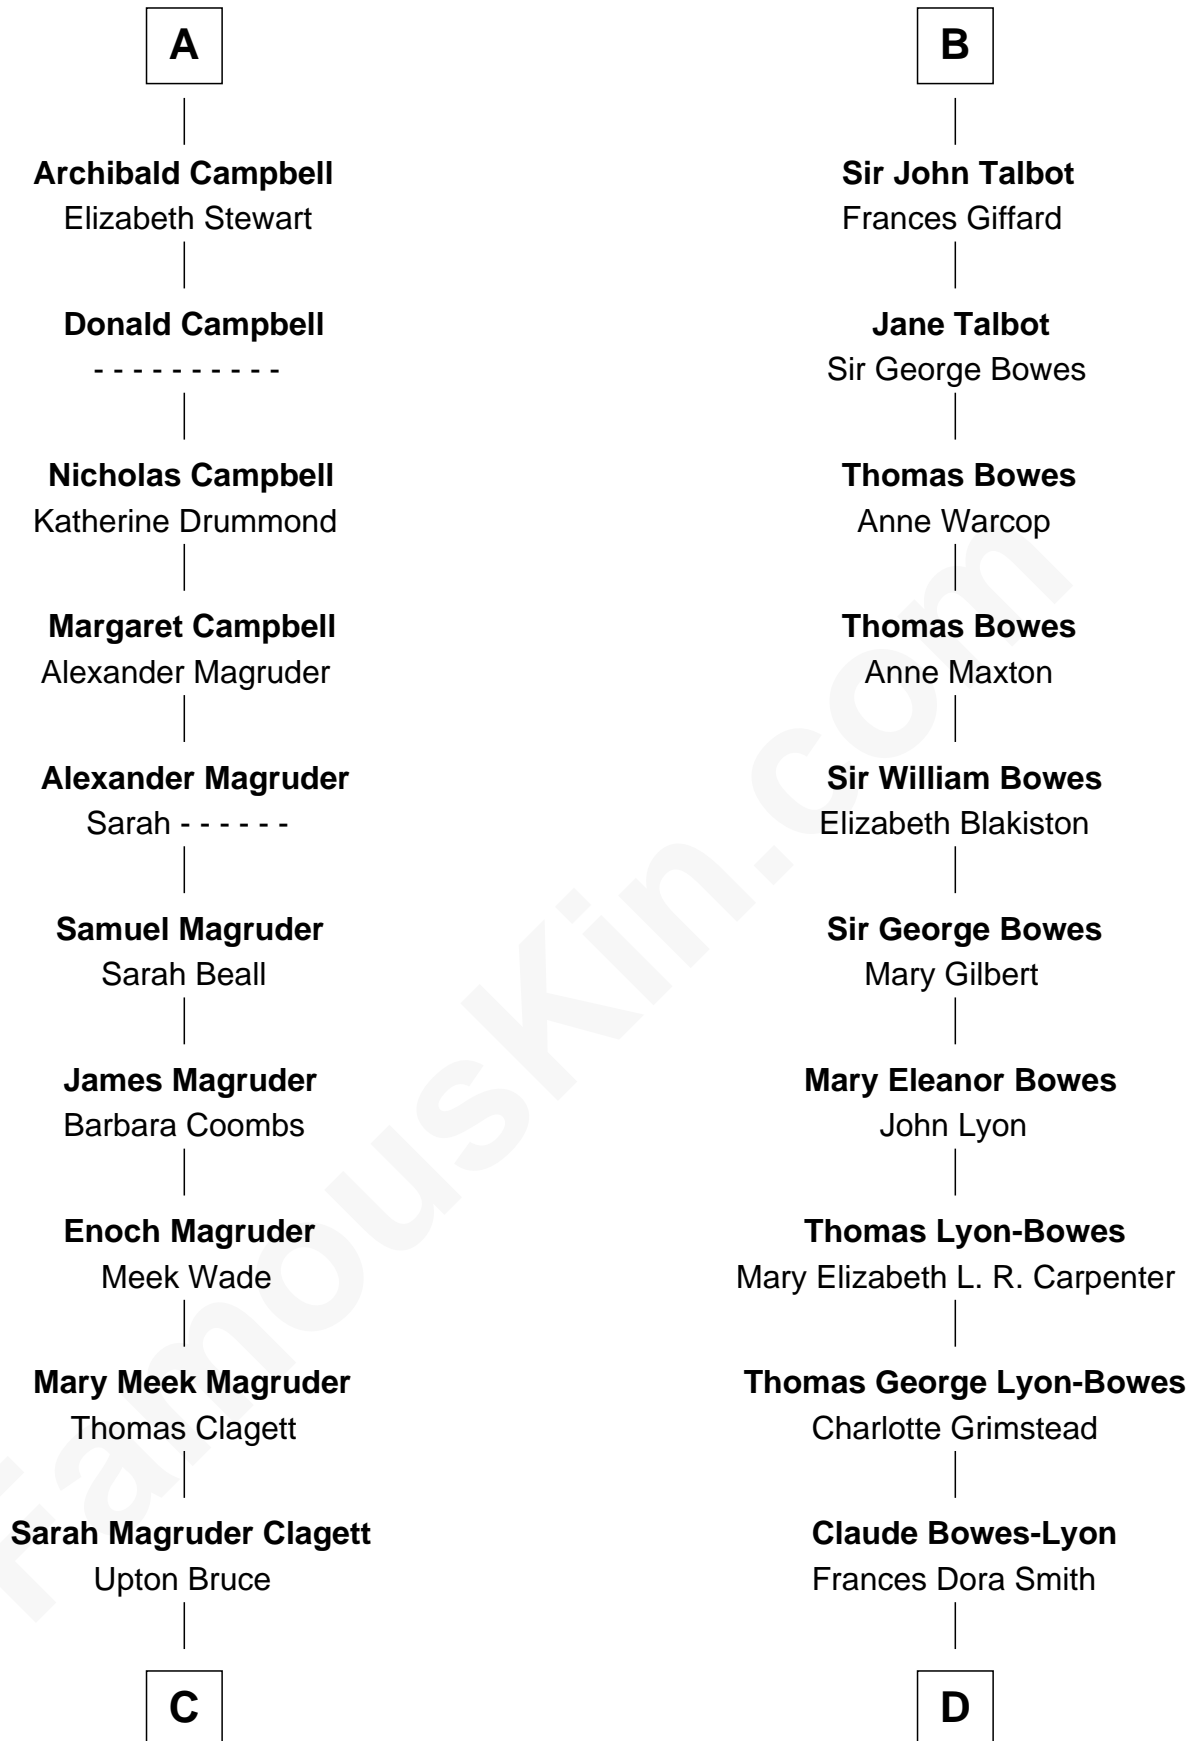 A
Archibald Campbell
Elizabeth Stewart
Donald Campbell
- - - - - - - - - -
Nicholas Campbell
Katherine Drummond
Margaret Campbell
Alexander Magruder
Alexander Magruder
Sarah - - - - - -
Samuel Magruder
Sarah Beall
James Magruder
Barbara Coombs
Enoch Magruder
Meek Wade
Mary Meek Magruder
Thomas Clagett
Sarah Magruder Clagett
Upton Bruce
C
B
Sir John Talbot
Frances Giffard
Jane Talbot
Sir George Bowes
Thomas Bowes
Anne Warcop
Thomas Bowes
Anne Maxton
Sir William Bowes
Elizabeth Blakiston
Sir George Bowes
Mary Gilbert
Mary Eleanor Bowes
John Lyon
Thomas Lyon-Bowes
Mary Elizabeth L. R. Carpenter
Thomas George Lyon-Bowes
Charlotte Grimstead
Claude Bowes-Lyon
Frances Dora Smith
D
FamousKin.com